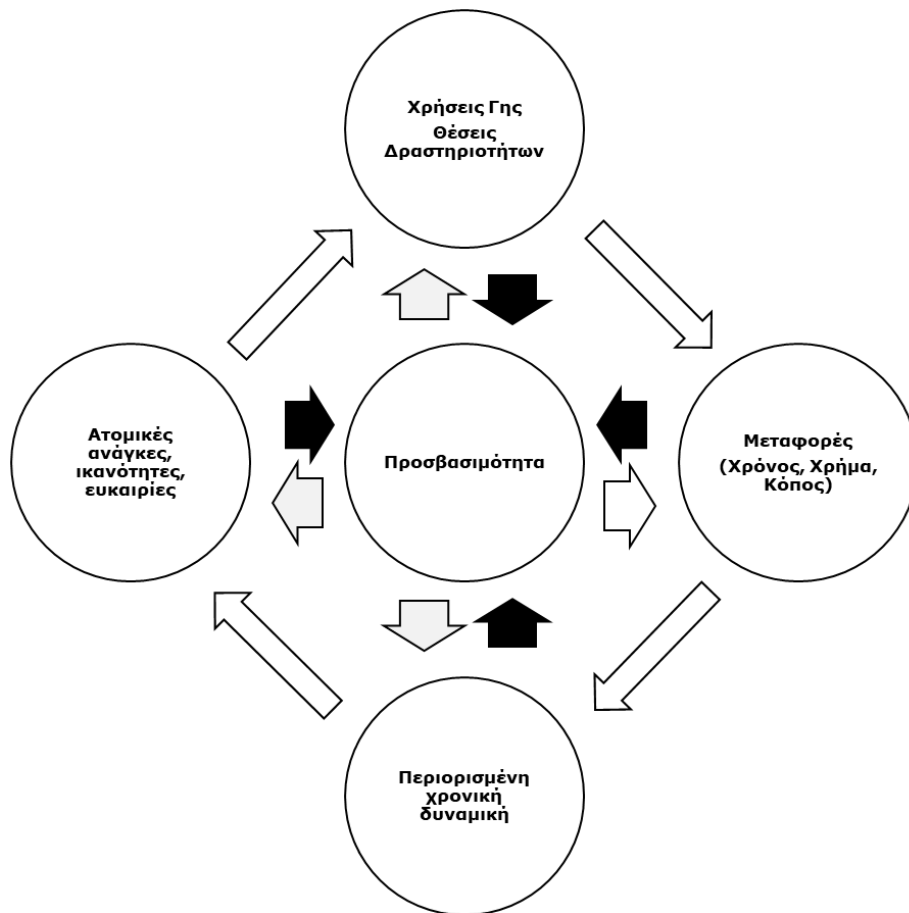 Χρήσεις Γης
Θέσεις
Δραστηριοτήτων
Ατομικές
ανάγκες,
ικανότητες,
ευκαιρίες
Προσβασιμότητα
Μεταφορές
(Χρόνος, Χρήμα,
Κόπος)
Περιορισμένη
χρονική
δυναμική